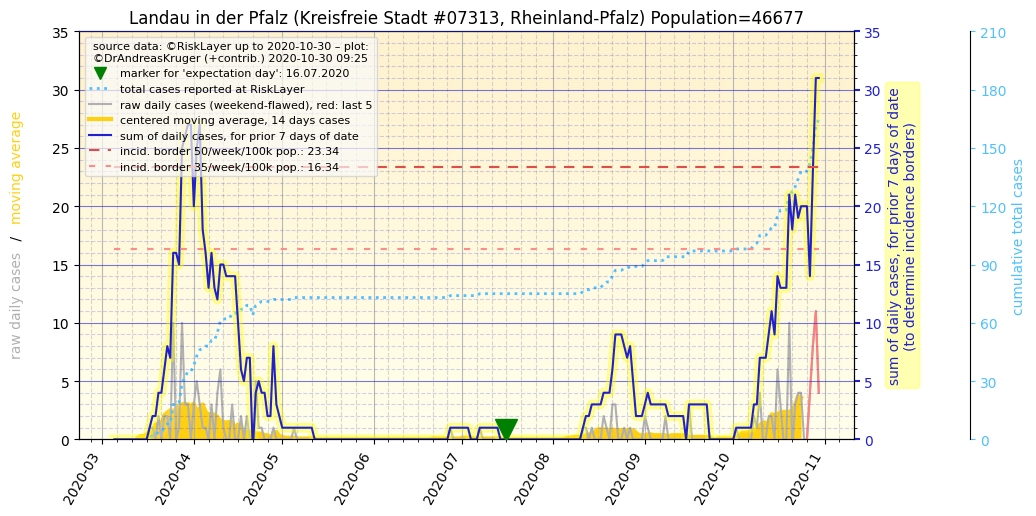 Landau in der Pfalz (Kreisfreie Stadt #07313, Rheinland-Pfalz) Population=46677
source data: ©RiskLayer up to 2020-10-30 – plot:
©DrAndreasKruger (+contrib.) 2020-10-30 09:25
marker for 'expectation day': 16.07.2020
total cases reported at RiskLayer
raw daily cases (weekend-flawed), red: last 5
centered moving average, 14 days cases
sum of daily cases, for prior 7 days of date
incid. border 50/week/100k pop.: 23.34
incid. border 35/week/100k pop.: 16.34
raw daily cases / moving average
35
30
25
20
15
10
5
0
35
30
25
20
15
10
5
0
sum of daily cases, for prior 7 days of date
(to determine incidence borders)
210
180
150
120
90
60
30
0
cumulative total cases
2020-03
2020-04
2020-05
2020-06
2020-07
2020-08
2020-09
2020-10
2020-11